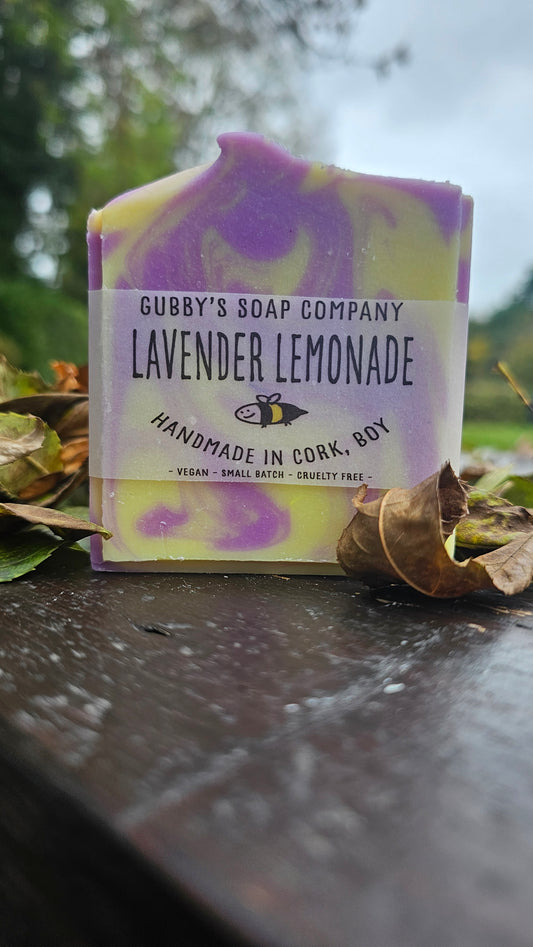 GUBBY'S SOAP COMPANY
LAVENDER LEMONADE
HANDMADE IN CORK, BOY
- VEGAN - SMALL BATCH - CRUELTY FREE -